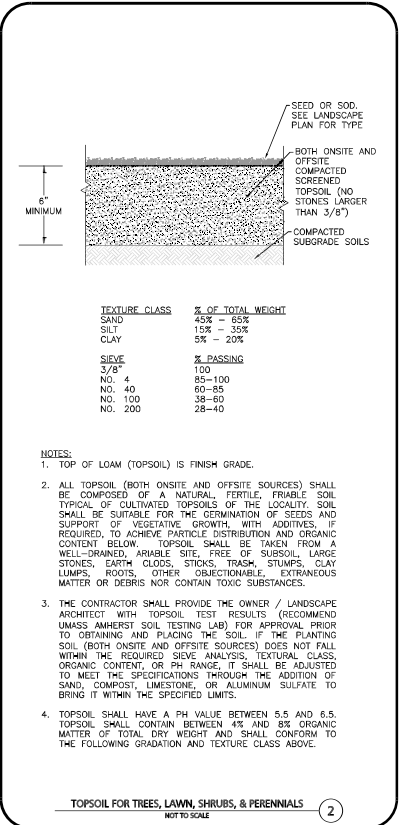 SEED OR SOD.
SEE LANDSCAPE
PLAN FOR TYPE
BOTH ONSITE AND
OFFSITE
COMPACTED
SCREENED
TOPSOIL (NO
STONES LARGER
THAN 3/8")
6"
MINIMUM
COMPACTED
SUBGRADE SOILS
TEXTURE CLASS % OF TOTAL WEIGHT
SAND 45% - 65%
SILT 15% - 35%
CLAY 5% - 20%
SIEVE % PASSING
3/8" 100
NO. 4 85-100
NO. 40 60-85
NO. 100 38-60
NO. 200 28-40
NOTES:
1. TOP OF LOAM (TOPSOIL) IS FINISH GRADE.
2. ALL TOPSOIL (BOTH ONSITE AND OFFSITE SOURCES) SHALL
BE COMPOSED OF A NATURAL, FERTILE, FRIABLE SOIL
TYPICAL OF CULTIVATED TOPSOILS OF THE LOCALITY. SOIL
SHALL BE SUITABLE FOR THE GERMINATION OF SEEDS AND
SUPPORT OF VEGETATIVE GROWTH, WITH ADDITIVES, IF
REQUIRED, TO ACHIEVE PARTICLE DISTRIBUTION AND ORGANIC
CONTENT BELOW. TOPSOIL SHALL BE TAKEN FROM A
WELL-DRAINED, ARIABLE SITE, FREE OF SUBSOIL, LARGE
STONES, EARTH CLODS, STICKS, TRASH, STUMPS, CLAY
LUMPS, ROOTS, OTHER OBJECTIONABLE, EXTRANEOUS
MATTER OR DEBRIS NOR CONTAIN TOXIC SUBSTANCES.
3. THE CONTRACTOR SHALL PROVIDE THE OWNER / LANDSCAPE
ARCHITECT WITH TOPSOIL TEST RESULTS (RECOMMEND
UMASS AMHERST SOIL TESTING LAB) FOR APPROVAL PRIOR
TO OBTAINING AND PLACING THE SOIL. IF THE PLANTING
SOIL (BOTH ONSITE AND OFFSITE SOURCES) DOES NOT FALL
WITHIN THE REQUIRED SIEVE ANALYSIS, TEXTURAL CLASS,
ORGANIC CONTENT, OR PH RANGE, IT SHALL BE ADJUSTED
TO MEET THE SPECIFICATIONS THROUGH THE ADDITION OF
SAND, COMPOST, LIMESTONE, OR ALUMINUM SULFATE TO
BRING IT WITHIN THE SPECIFIED LIMITS.
4. TOPSOIL SHALL HAVE A PH VALUE BETWEEN 5.5 AND 6.5.
TOPSOIL SHALL CONTAIN BETWEEN 4% AND 8% ORGANIC
MATTER OF TOTAL DRY WEIGHT AND SHALL CONFORM TO
THE FOLLOWING GRADATION AND TEXTURE CLASS ABOVE.
TOPSOIL FOR TREES, LAWN, SHRUBS, & PERENNIALS
NOT TO SCALE
2